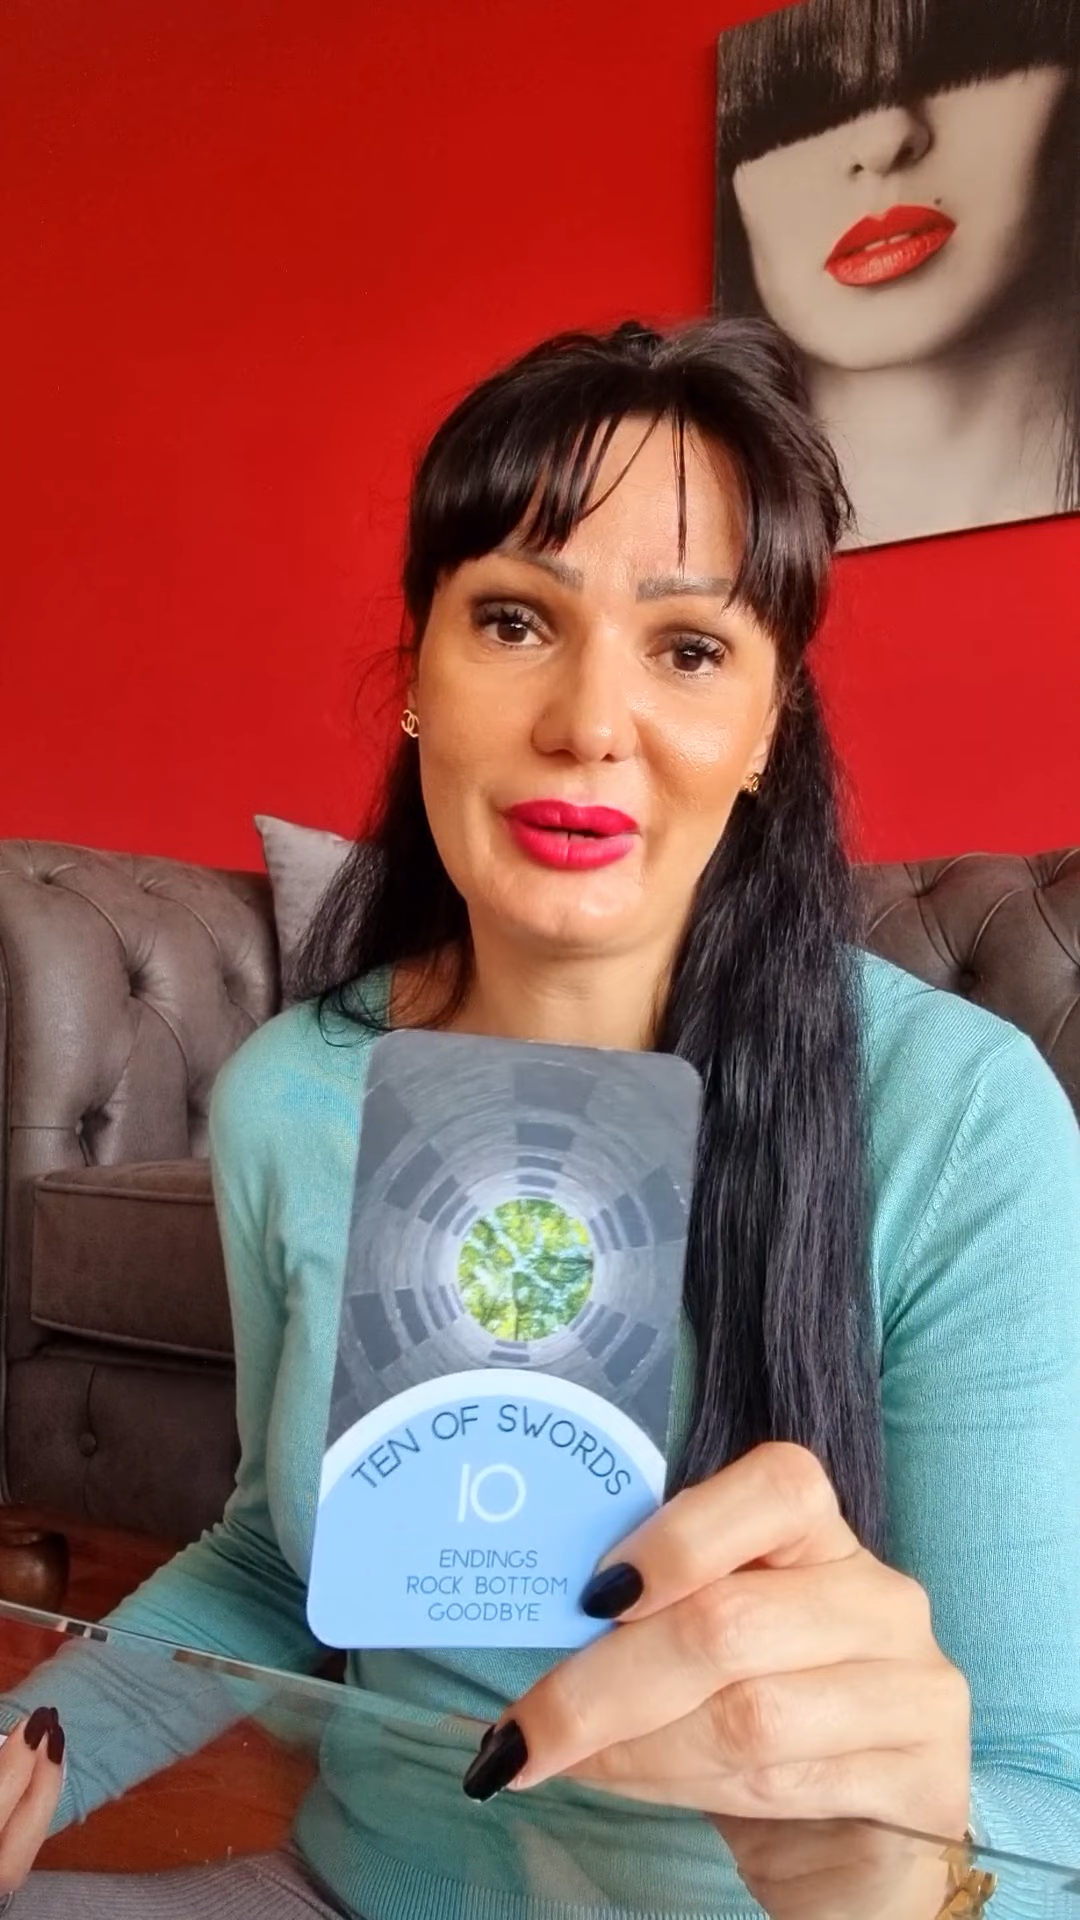 TEN OF SWORDS
10
ENDINGS
ROCK BOTTOM
GOODBYE